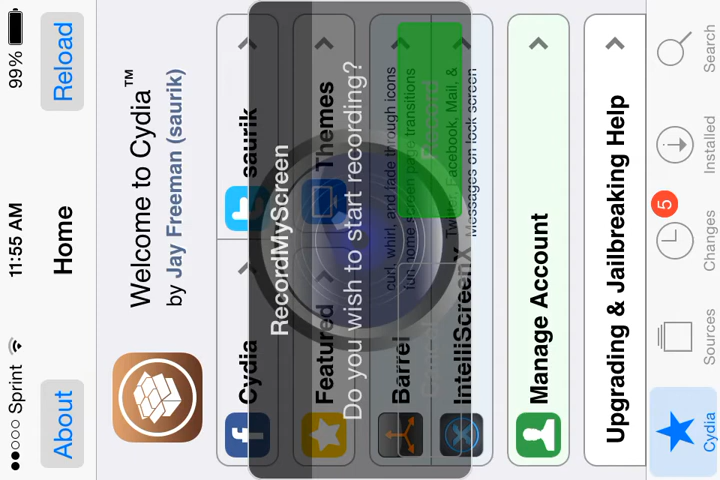 Sprint
11:55 AM
99%
About
Home
Reload
Welcome to Cydia™
by Jay Freeman (saurik)
Cydia
saurik
RecordMyScreen
Featured
Themes
Do you wish to start recording?
Barrel
curl, whirl, and fade through icons
fun home screen page transitions
Record
IntelliScreenX
Twitter, Facebook, Mail, &
Messages on lock screen
Manage Account
Upgrading & Jailbreaking Help
Cydia
Sources
5
Changes
Installed
Search